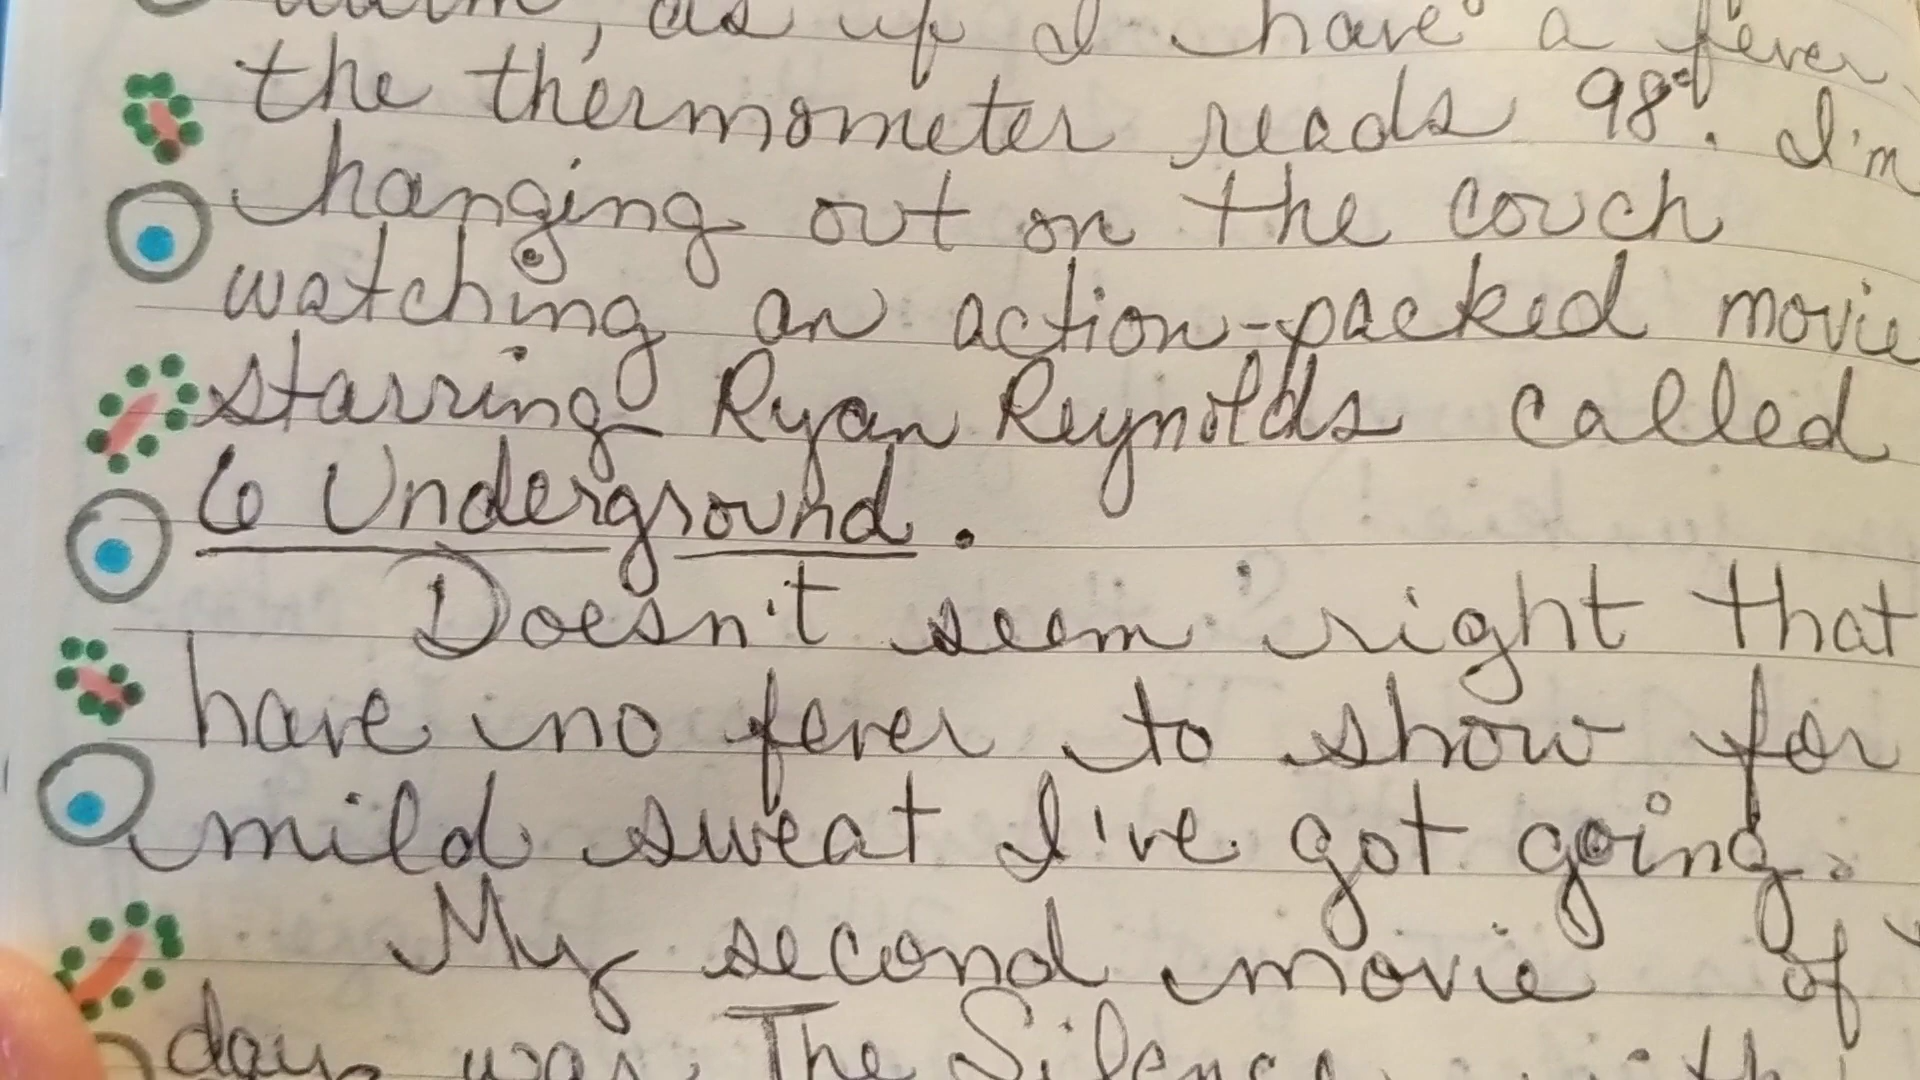 , as if I have a fever
the thermometer reads 98°. I'm
hanging out on the couch
watching an action-packed movie
starring Ryan Reynolds called
6 Underground.
Doesn't seem right that
have no fever to show for
mild sweat I've got going.
My second movie of
day was The Silence